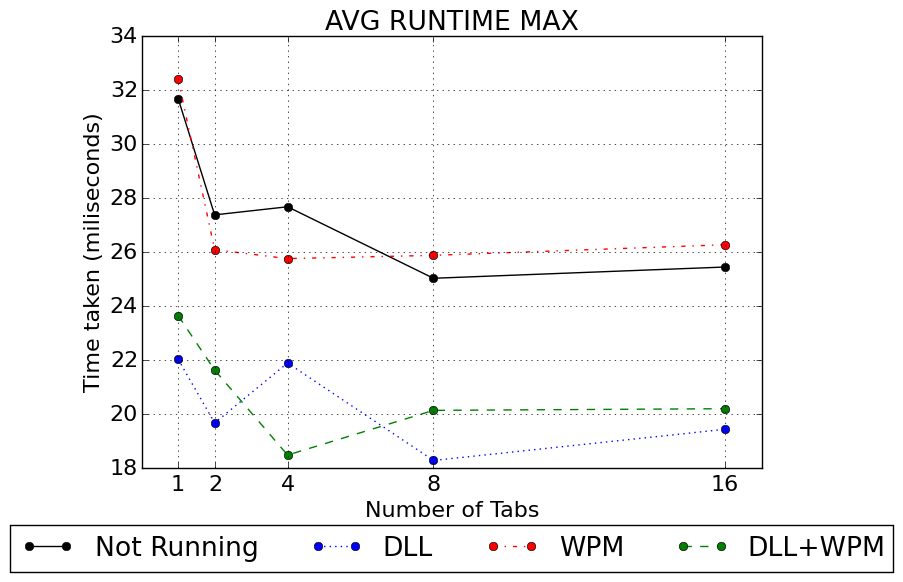 AVG RUNTIME MAX
34
32
30
28
26
24
22
20
18
Time taken (miliseconds)
1 2 4 8 16
Number of Tabs
Not Running DLL WPM DLL+WPM